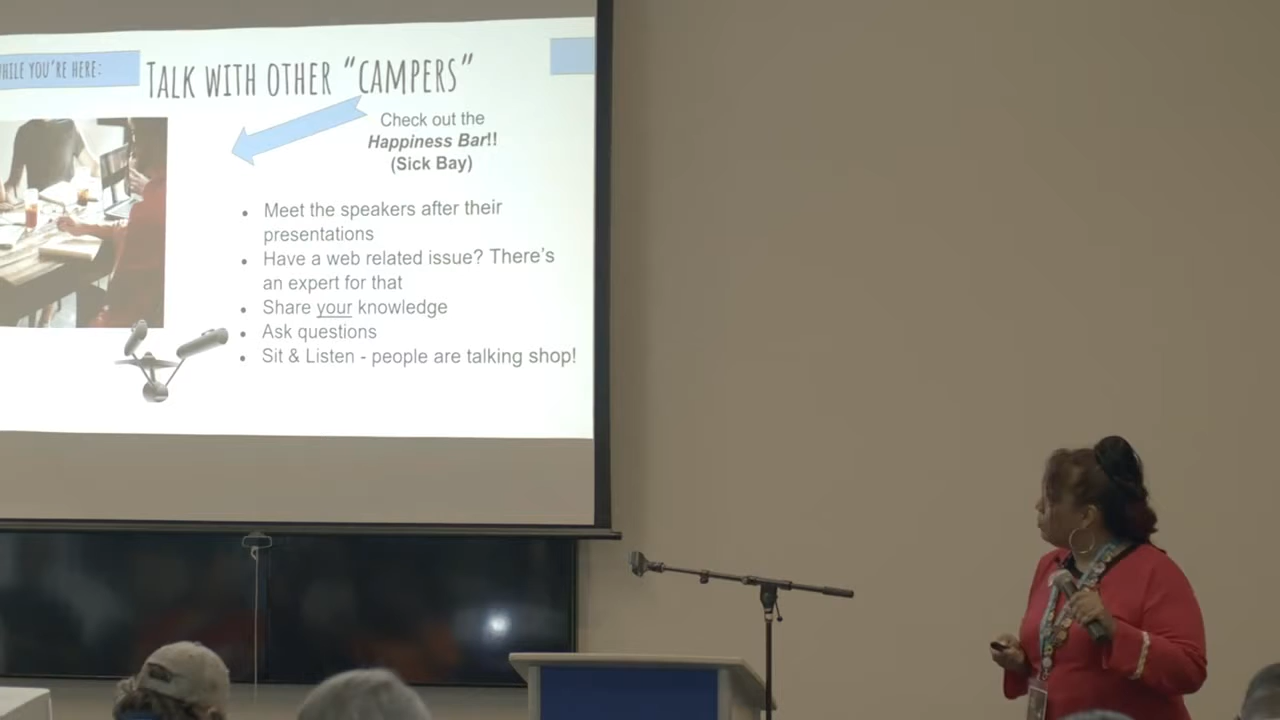 WHILE YOU'RE HERE:
TALK WITH OTHER “CAMPERS”
Check out the
Happiness Bar!!
(Sick Bay)
• Meet the speakers after their
presentations
• Have a web related issue? There's
an expert for that
• Share your knowledge
• Ask questions
• Sit & Listen - people are talking shop!